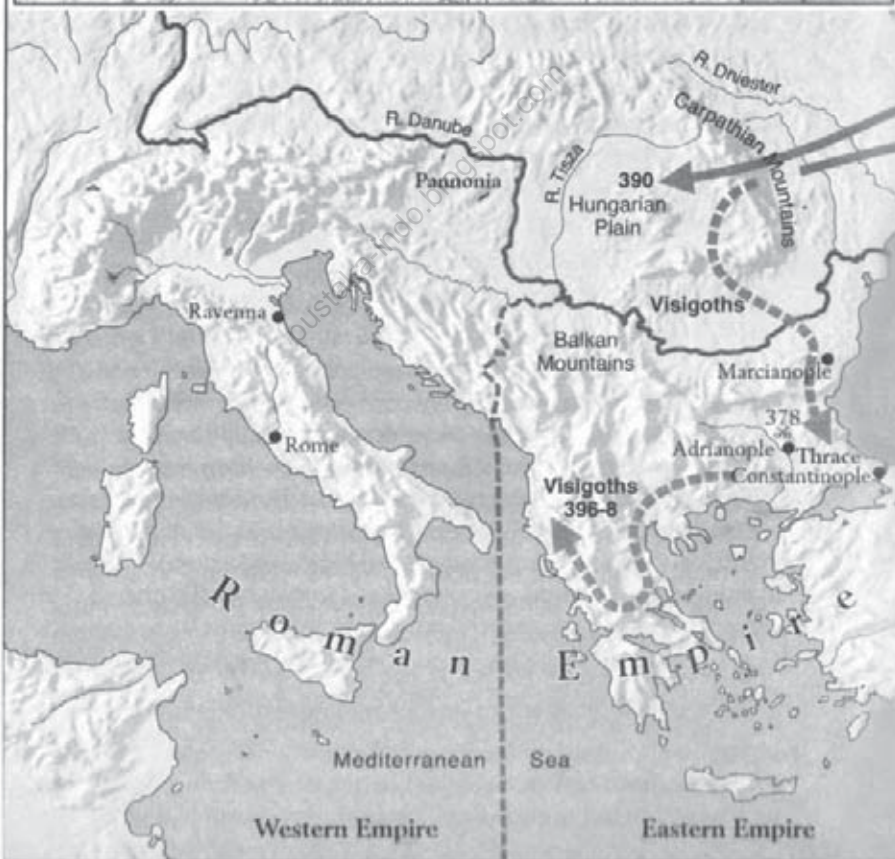 R. Dniester
Carpathian Mountains
R. Danube
R. Tisza
Pannonia
390
Hungarian
Plain
Visigoths
Ravenna
Balkan
Mountains
Marcianople
378
Rome
Adrianople
Thrace
Constantinople
Visigoths
396-8
Roman Empire
Mediterranean Sea
Western Empire
Eastern Empire